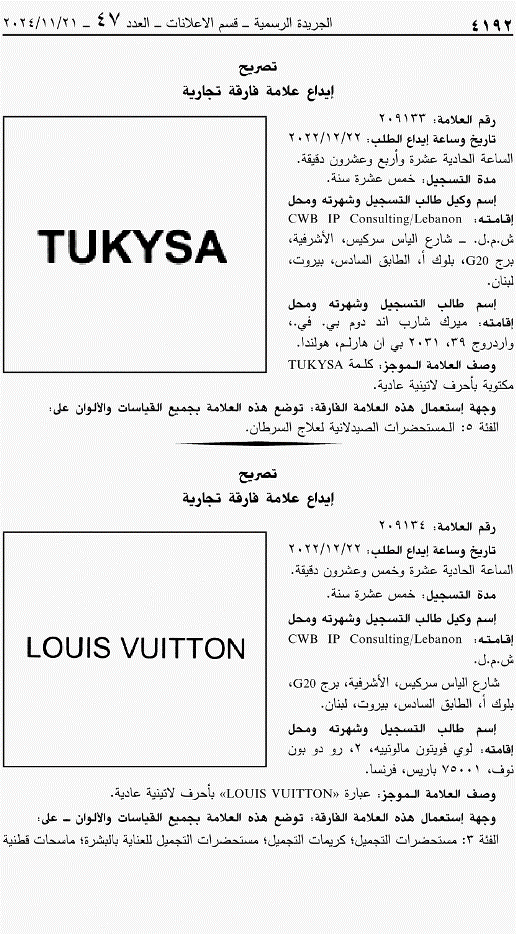 ٤١٩٢
الجريدة الرسمية – قسم الاعلانات – العدد ٤٧ – ٢٠٢٤/١١/٢١
تصريح
إيداع علامة فارقة تجارية
رقم العلامة: ٢٠٩١٣٣
تاريخ وساعة إيداع الطلب: ٢٠٢٢/١٢/٢٢
الساعة الحادية عشرة وأربع وعشرون دقيقة.
مدة التسجيل: خمس عشرة سنة.
إسم وكيل طالب التسجيل وشهرته ومحل
إقامته: CWB IP Consulting/Lebanon
ش.م.ل. – شارع الياس سركيس، الأشرفية،
برج G20، بلوك أ، الطابق السادس، بيروت،
لبنان.
إسم طالب التسجيل وشهرته ومحل
إقامته: ميرك شارب اند دوم بي. في.،
واردروج ٣٩، ٢٠٣١ بي ان هارلم، هولندا.
وصف العلامة الموجز: كلمة TUKYSA
مكتوبة بأحرف لاتينية عادية.
TUKYSA
وجهة إستعمال هذه العلامة الفارقة: توضع هذه العلامة بجميع القياسات والألوان على:
الفئة ٥: المستحضرات الصيدلانية لعلاج السرطان.
تصريح
إيداع علامة فارقة تجارية
رقم العلامة: ٢٠٩١٣٤
تاريخ وساعة إيداع الطلب: ٢٠٢٢/١٢/٢٢
الساعة الحادية عشرة وخمس وعشرون دقيقة.
مدة التسجيل: خمس عشرة سنة.
إسم وكيل طالب التسجيل وشهرته ومحل
إقامته: CWB IP Consulting/Lebanon
ش.م.ل.
شارع الياس سركيس، الأشرفية، برج G20،
بلوك أ، الطابق السادس، بيروت، لبنان.
إسم طالب التسجيل وشهرته ومحل
إقامته: لوي فويتون مالوتييه، ٢، رو دو بون
نوف، ٧٥٠٠١ باريس، فرنسا.
LOUIS VUITTON
وصف العلامة الموجز: عبارة «LOUIS VUITTON» بأحرف لاتينية عادية.
وجهة إستعمال هذه العلامة الفارقة: توضع هذه العلامة بجميع القياسات والألوان – على:
الفئة ٣: مستحضرات التجميل؛ كريمات التجميل؛ مستحضرات التجميل للعناية بالبشرة؛ ماسحات قطنية